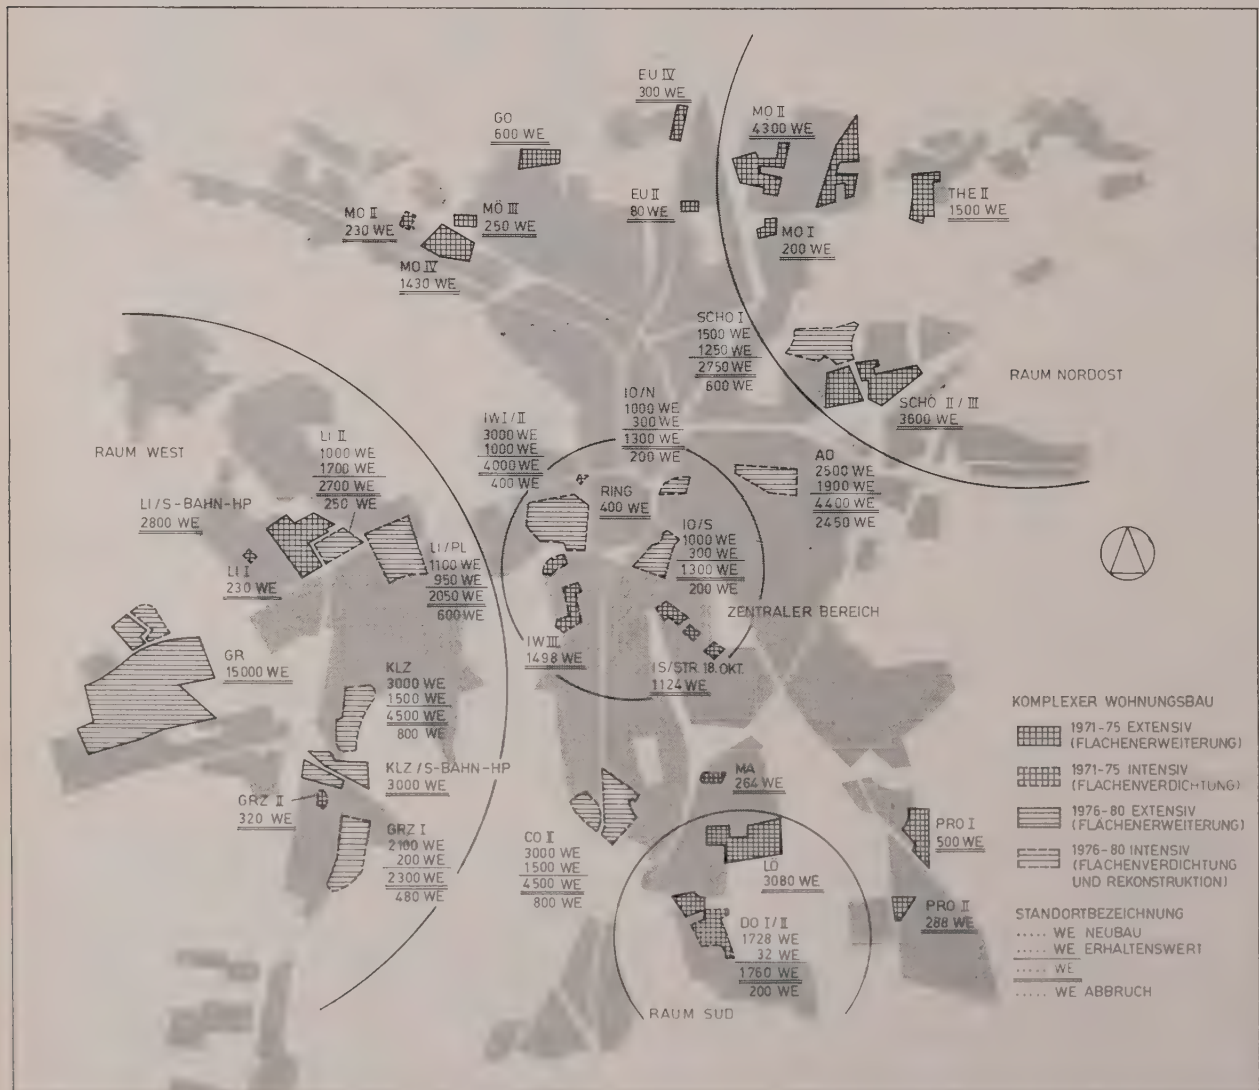 EU IV
300 WE
GO
600 WE
MÖ II
4300 WE
EU II
80 WE
THE II
1500 WE
MO II
230 WE
MÖ III
250 WE
MO I
200 WE
MÖ IV
1430 WE
SCHÖ I
1500 WE
1250 WE
2750 WE
600 WE
RAUM NORDOST
SCHÖ II / III
3600 WE
IO/N
1000 WE
300 WE
1300 WE
200 WE
IW I/II
3000 WE
1000 WE
4000 WE
400 WE
RAUM WEST
LI II
1000 WE
1700 WE
2700 WE
250 WE
AD
2500 WE
1900 WE
4400 WE
2450 WE
RING
400 WE
LI/S-BAHN-HP
2800 WE
IO/S
1000 WE
300 WE
1300 WE
200 WE
LI/PL
1100 WE
950 WE
2050 WE
600 WE
LI I
230 WE
ZENTRALER BEREICH
IW III
1498 WE
IS/STR. 18. OKT.
1124 WE
GR
15000 WE
KLZ
3000 WE
1500 WE
4500 WE
800 WE
KLZ/S-BAHN-HP
3000 WE
MA
264 WE
GRZ II
320 WE
GRZ I
2100 WE
200 WE
2300 WE
480 WE
CO II
3000 WE
1500 WE
4500 WE
800 WE
PRO I
500 WE
LÖ
3080 WE
PRO II
288 WE
DO I/II
1728 WE
32 WE
1760 WE
200 WE
RAUM SÜD
KOMPLEXER WOHNUNGSBAU
1971-75 EXTENSIV
(FLÄCHENERWEITERUNG)
1971-75 INTENSIV
(FLÄCHENVERDICHTUNG)
1976-80 EXTENSIV
(FLÄCHENERWEITERUNG)
1976-80 INTENSIV
(FLÄCHENVERDICHTUNG
UND REKONSTRUKTION)
STANDORTBEZEICHNUNG
..... WE NEUBAU
..... WE ERHALTENSWERT
..... WE
..... WE ABBRUCH